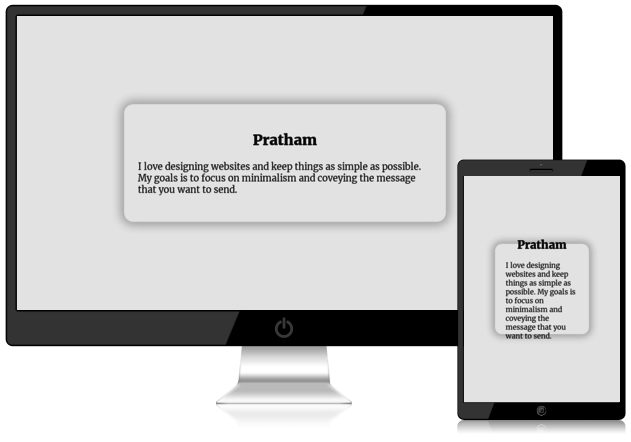 Pratham
I love designing websites and keep things as simple as possible.
My goals is to focus on minimalism and coveying the message
that you want to send.
Pratham
I love designing
websites and keep
things as simple as
possible. My goals is
to focus on
minimalism and
coveying the
message that you
want to send.